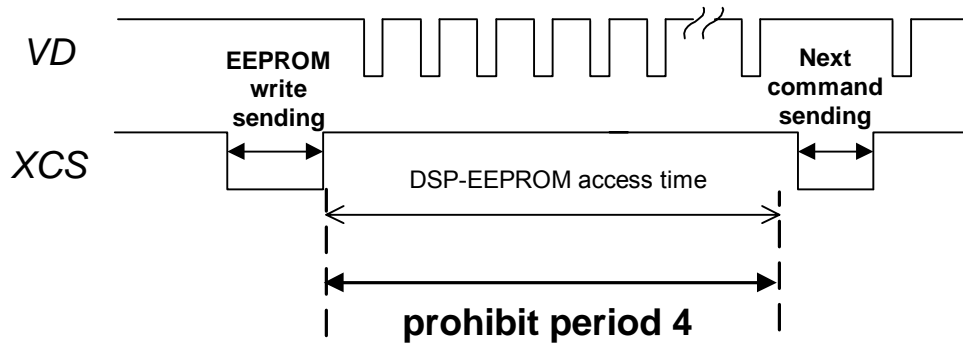 VD
EEPROM
write
sending
Next
command
sending
XCS
DSP-EEPROM access time
prohibit period 4